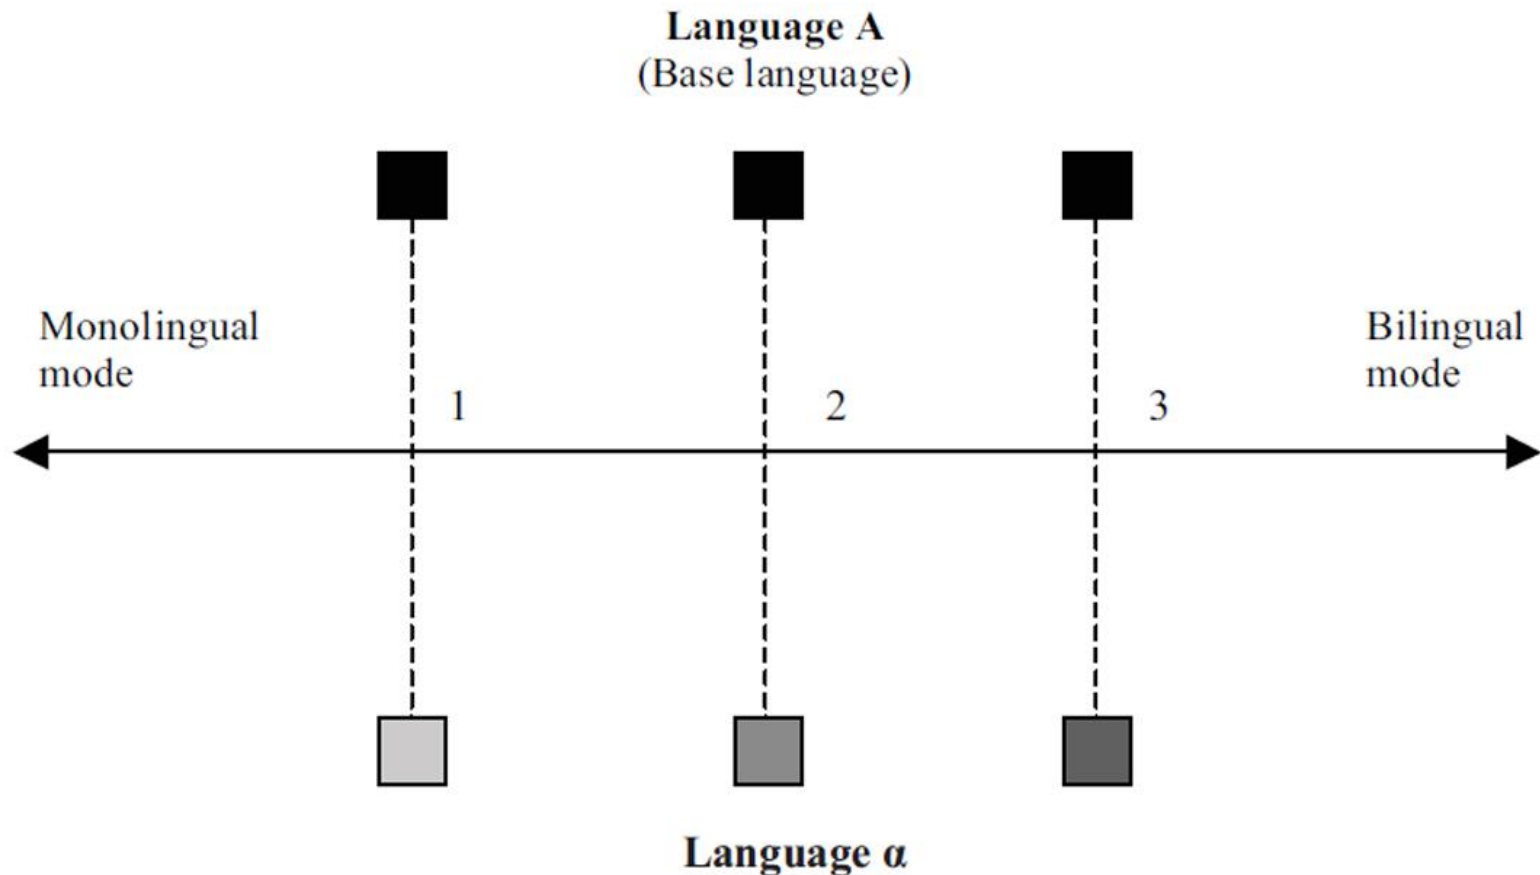 Language A
(Base language)
Monolingual
mode
Bilingual
mode
1
2
3
Language α